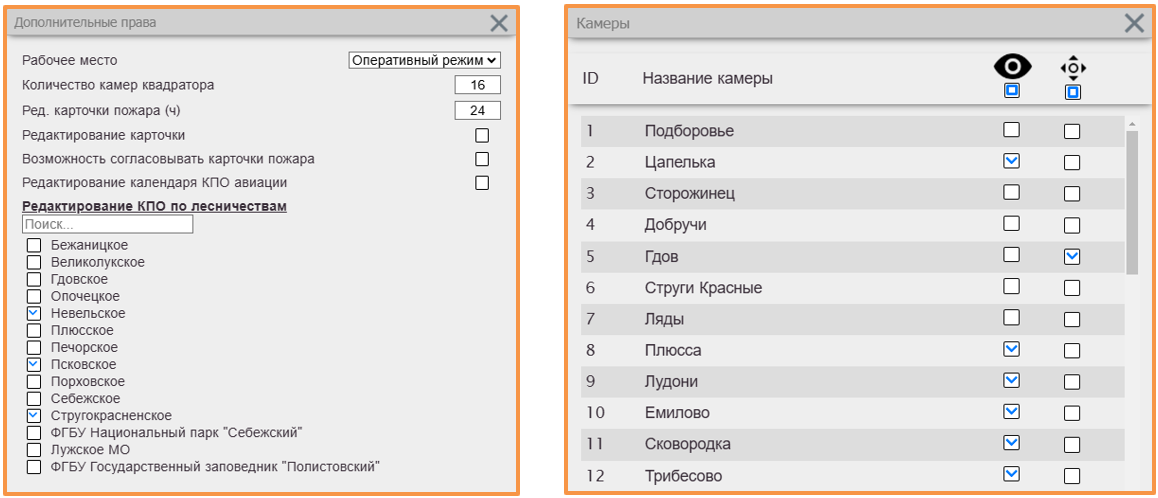 Дополнительные права
Рабочее место Оперативный режим
Количество камер квадратора 16
Ред. карточки пожара (ч) 24
Редактирование карточки
Возможность согласовывать карточки пожара
Редактирование календаря КПО авиации
Редактирование КПО по лесничествам
Поиск...
Бежаницкое
Великолукское
Гдовское
Опочецкое
Невельское
Плюсское
Печорское
Псковское
Порховское
Себежское
Стругокрасненское
ФГБУ Национальный парк "Себежский"
Лужское МО
ФГБУ Государственный заповедник "Полистовский"
Камеры
ID Название камеры
1 Подборовье
2 Цапелька
3 Сторожинец
4 Добручи
5 Гдов
6 Струги Красные
7 Ляды
8 Плюсса
9 Лудони
10 Емилово
11 Сковородка
12 Трибесово